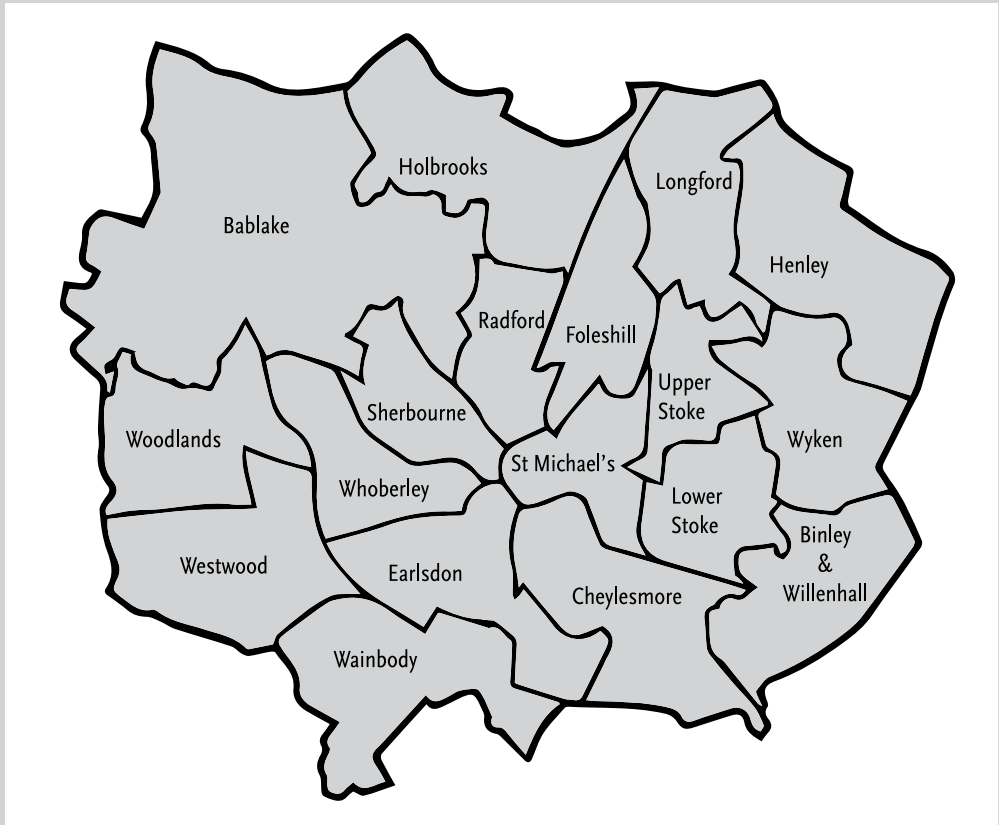 Holbrooks
Longford
Bablake
Henley
Radford
Foleshill
Upper
Stoke
Sherbourne
Woodlands
Wyken
St Michael's
Whoberley
Lower
Stoke
Binley
&
Willenhall
Westwood
Earlsdon
Cheylesmore
Wainbody